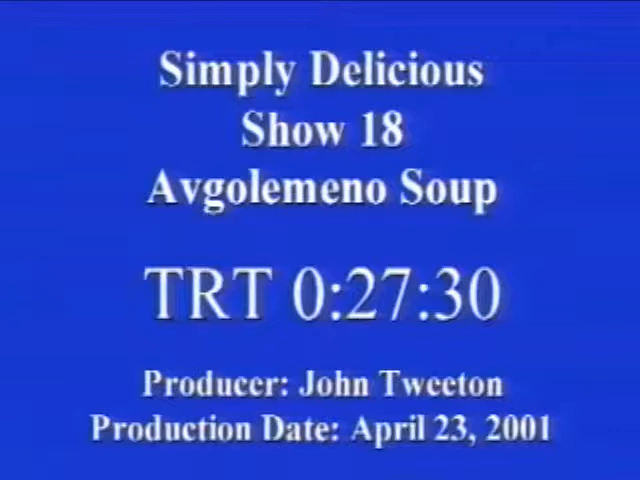 Simply Delicious
Show 18
Avgolemeno Soup
TRT 0:27:30
Producer: John Tweeton
Production Date: April 23, 2001